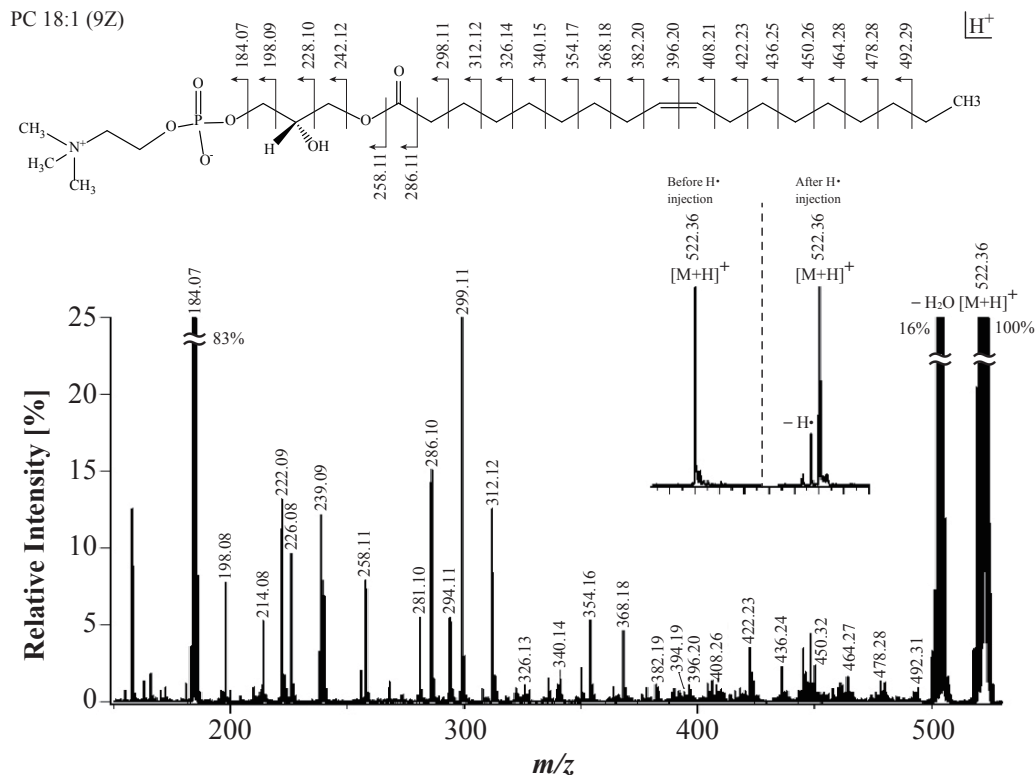 PC 18:1 (9Z)
H+
184.07 198.09 228.10 242.12 298.11 312.12 326.14 340.15 354.17 368.18 382.20 396.20 408.21 422.23 436.25 450.26 464.28 478.28 492.29
O O
CH3
O P O O
CH3 O
H3C N+ O- H OH
CH3
258.11 286.11
Before H• injection
After H• injection
522.36 522.36
[M+H]+ [M+H]+
– H•
184.07
83%
299.11
– H2O [M+H]+
522.36
16% 100%
25
20
15
10
5
0
Relative Intensity [%]
198.08 214.08 222.09 226.08 239.09 258.11 281.10 286.10 294.11 312.12 326.13 340.14 354.16 368.18 382.19 394.19 396.20 408.26 422.23 436.24 450.32 464.27 478.28 492.31
200 300 400 500
m/z